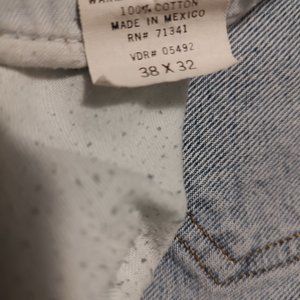 100% COTTON
MADE IN MEXICO
RN# 71341
VDR# 05492
38 X 32